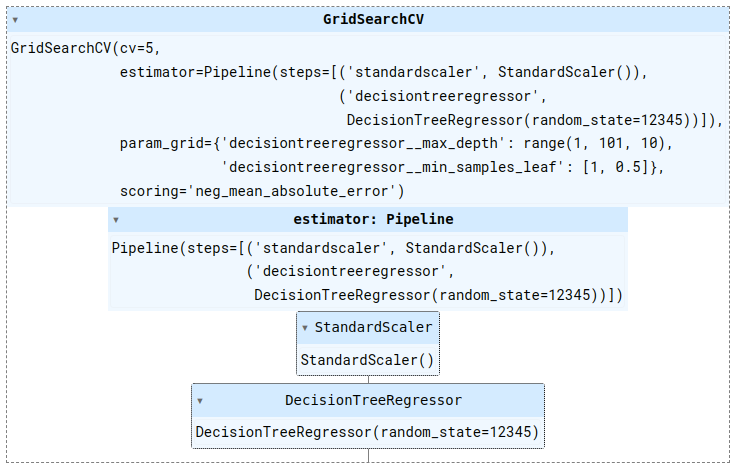 GridSearchCV
GridSearchCV(cv=5,
estimator=Pipeline(steps=[('standardscaler', StandardScaler()),
('decisiontreeregressor',
DecisionTreeRegressor(random_state=12345))]),
param_grid={'decisiontreeregressor__max_depth': range(1, 101, 10),
'decisiontreeregressor__min_samples_leaf': [1, 0.5]},
scoring='neg_mean_absolute_error')
estimator: Pipeline
Pipeline(steps=[('standardscaler', StandardScaler()),
('decisiontreeregressor',
DecisionTreeRegressor(random_state=12345))])
StandardScaler
StandardScaler()
DecisionTreeRegressor
DecisionTreeRegressor(random_state=12345)